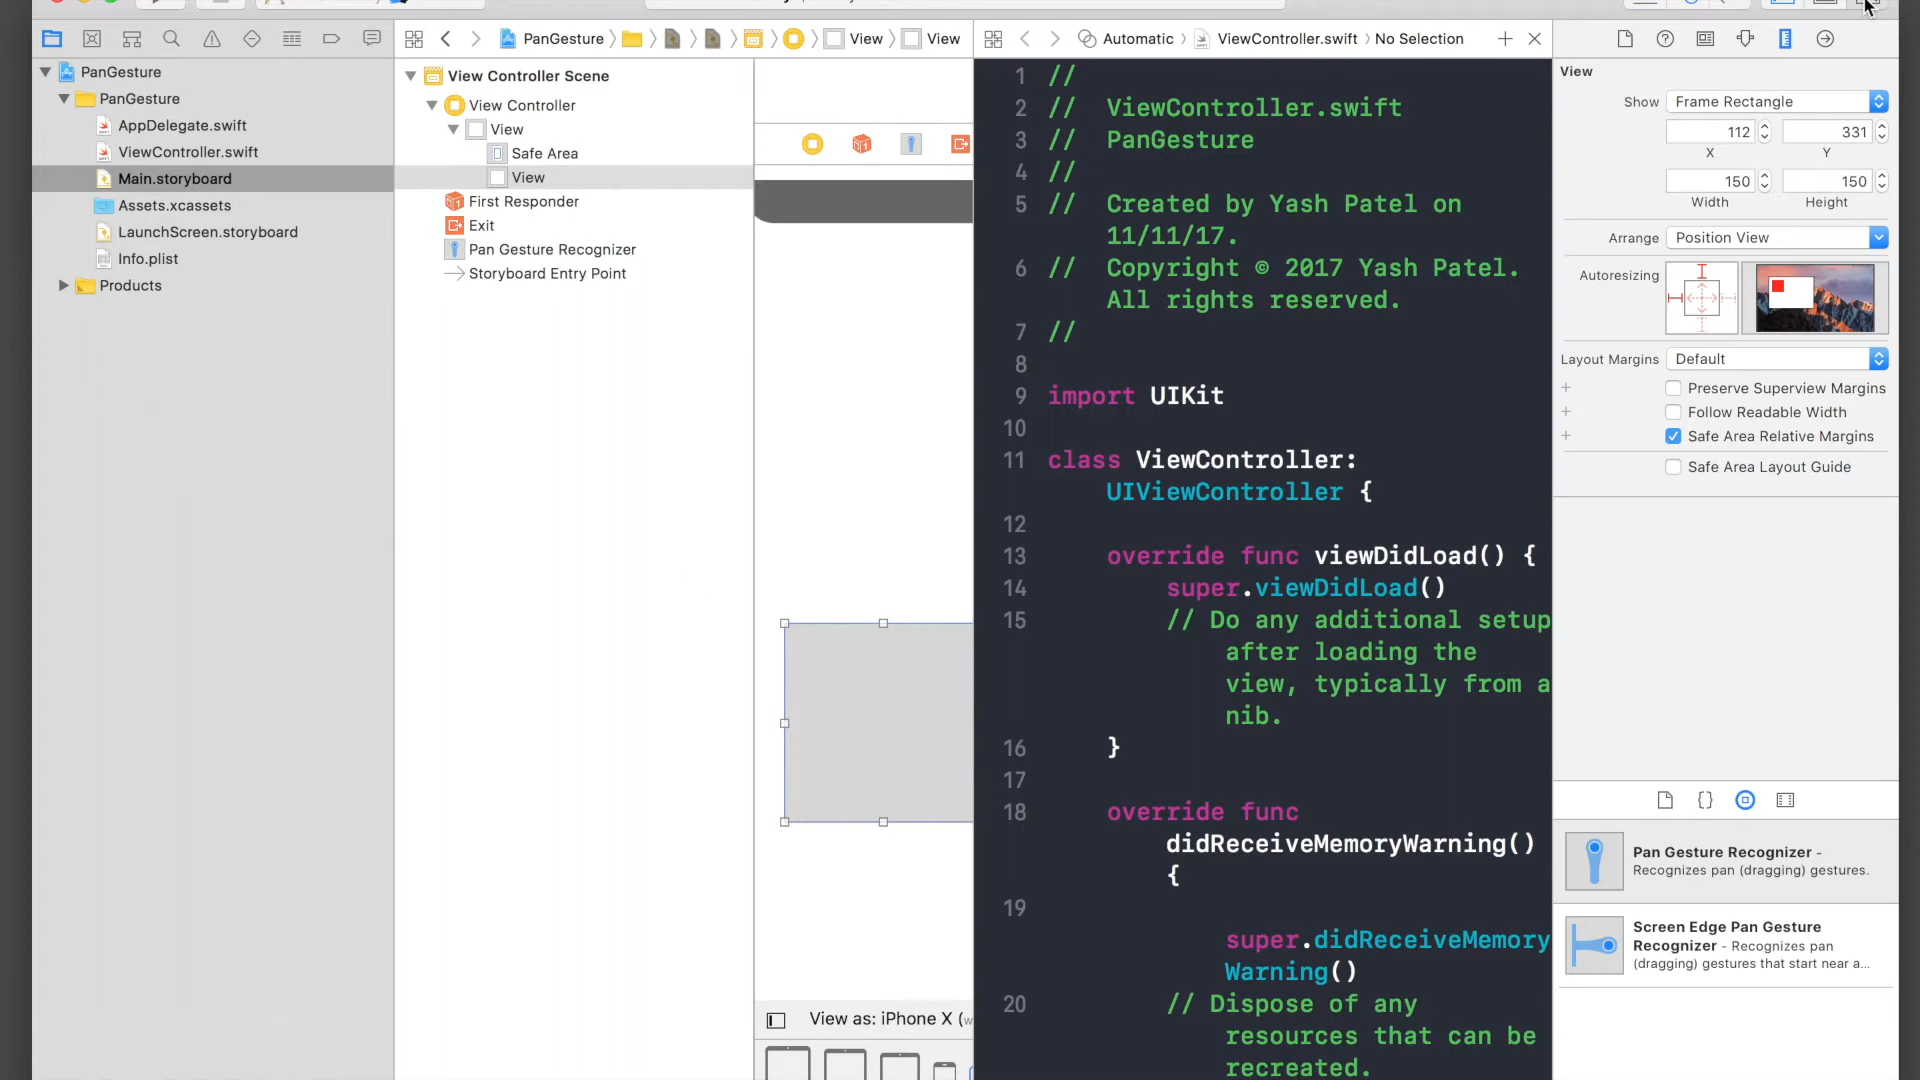 PanGesture
PanGesture
AppDelegate.swift
ViewController.swift
Main.storyboard
Assets.xcassets
LaunchScreen.storyboard
Info.plist
Products
PanGesture
View
View
View Controller Scene
View Controller
View
Safe Area
View
First Responder
Exit
Pan Gesture Recognizer
Storyboard Entry Point
View as: iPhone X (w
Automatic
ViewController.swift
No Selection
1 //
2 //  ViewController.swift
3 //  PanGesture
4 //
5 //  Created by Yash Patel on
11/11/17.
6 //  Copyright © 2017 Yash Patel.
All rights reserved.
7 //
8
9 import UIKit
10
11 class ViewController:
UIViewController {
12
13 override func viewDidLoad() {
14 super.viewDidLoad()
15 // Do any additional setup
after loading the
view, typically from a
nib.
16 }
17
18 override func
didReceiveMemoryWarning()
{
19
super.didReceiveMemory
Warning()
20 // Dispose of any
resources that can be
recreated.
View
Show Frame Rectangle
112 331
X Y
150 150
Width Height
Arrange Position View
Autoresizing
Layout Margins Default
Preserve Superview Margins
Follow Readable Width
Safe Area Relative Margins
Safe Area Layout Guide
{}
Pan Gesture Recognizer -
Recognizes pan (dragging) gestures.
Screen Edge Pan Gesture
Recognizer - Recognizes pan
(dragging) gestures that start near a...